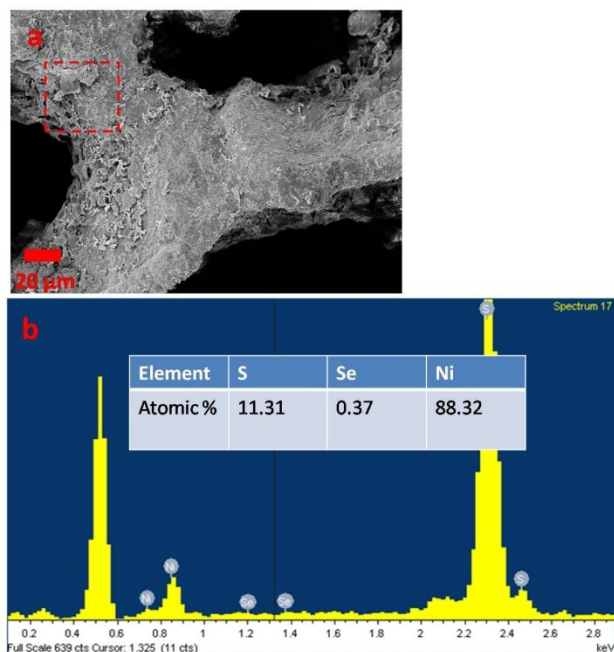 a
20 µm
b
Spectrum 17
S
Element S Se Ni
Atomic % 11.31 0.37 88.32
Ni
Ni
Se
Se
S
0.2 0.4 0.6 0.8 1 1.2 1.4 1.6 1.8 2 2.2 2.4 2.6 2.8
Full Scale 639 cts Cursor: 1.325 (11 cts) keV